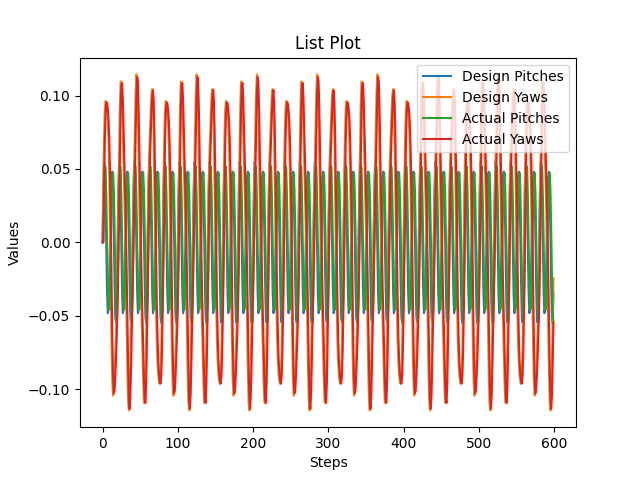 List Plot
Design Pitches
Design Yaws
Actual Pitches
Actual Yaws
0.10
0.05
0.00
−0.05
−0.10
Values
0 100 200 300 400 500 600
Steps